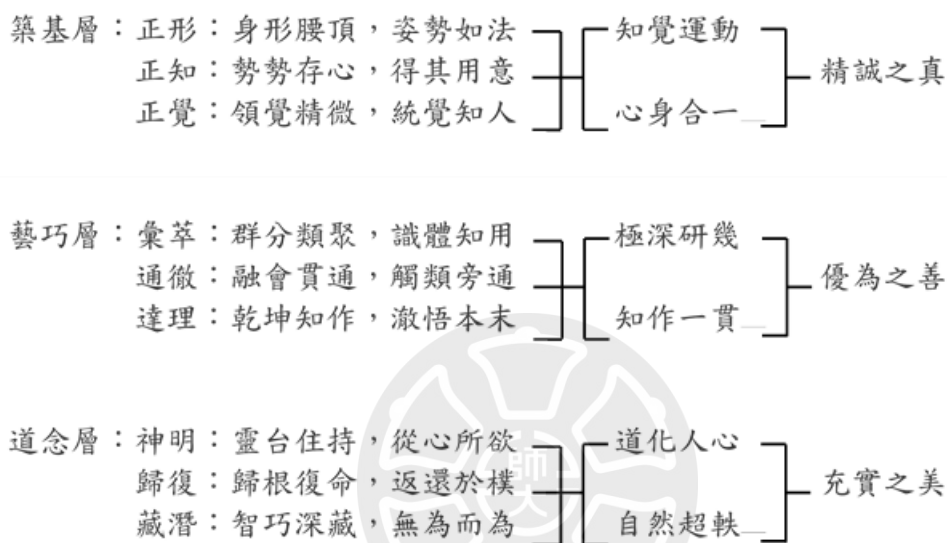 築基層：正形：身形腰頂，姿勢如法 知覺運動
正知：勢勢存心，得其用意 精誠之真
正覺：領覺精微，統覺知人 心身合一
藝巧層：彙萃：群分類聚，識體知用 極深研幾
通徹：融會貫通，觸類旁通 優為之善
達理：乾坤知作，澈悟本末 知作一貫
道念層：神明：靈台住持，從心所欲 道化人心
歸復：歸根復命，返還於樸 充實之美
藏潛：智巧深藏，無為而為 自然超軼
師大